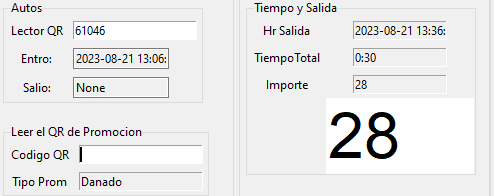 Autos
Lector QR 61046
Entro: 2023-08-21 13:06:
Salio: None
Leer el QR de Promocion
Codigo QR
Tipo Prom Danado
Tiempo y Salida
Hr Salida 2023-08-21 13:36:
TiempoTotal 0:30
Importe 28
28